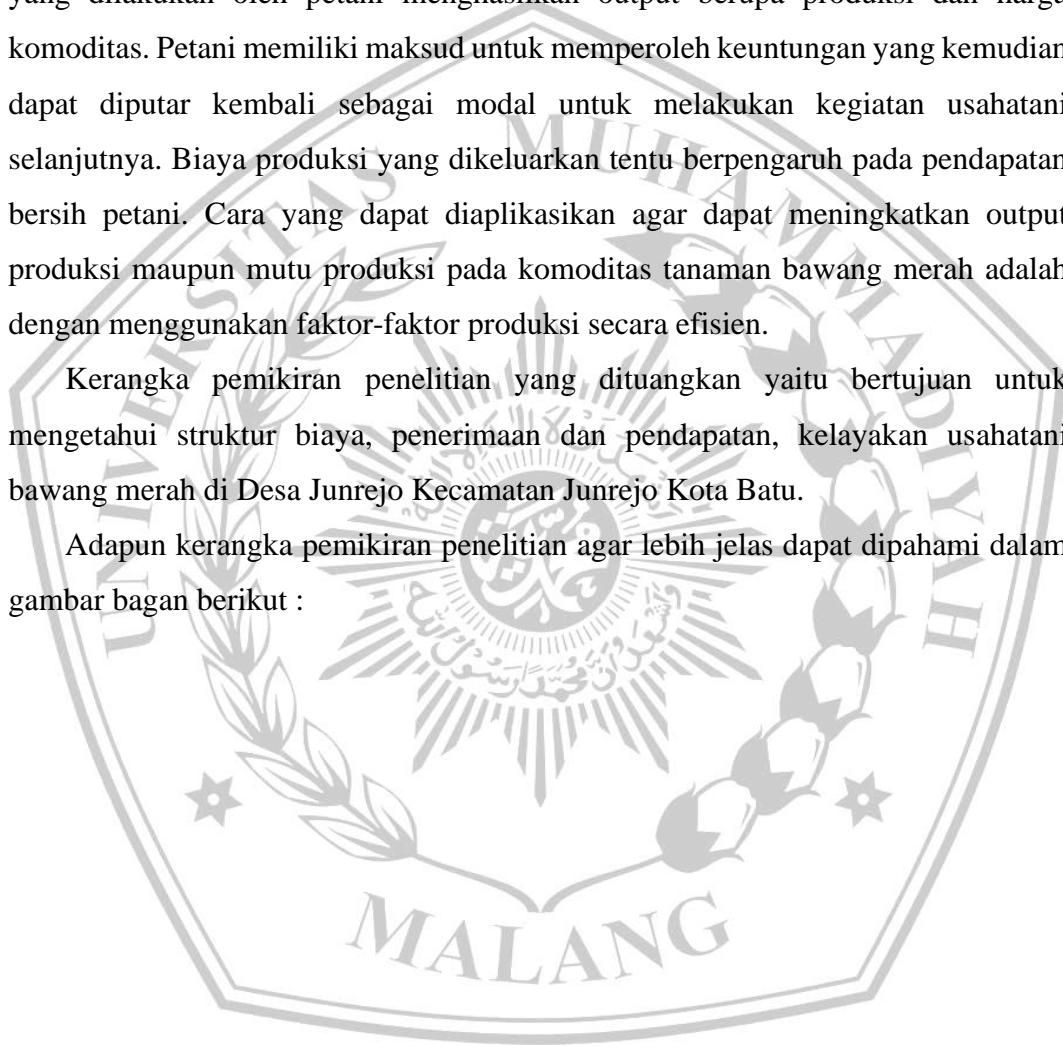 yang dilakukan oleh petani menghasilkan output berupa produksi dan harga
komoditas. Petani memiliki maksud untuk memperoleh keuntungan yang kemudian
dapat diputar kembali sebagai modal untuk melakukan kegiatan usahatani
selanjutnya. Biaya produksi yang dikeluarkan tentu berpengaruh pada pendapatan
bersih petani. Cara yang dapat diaplikasikan agar dapat meningkatkan output
produksi maupun mutu produksi pada komoditas tanaman bawang merah adalah
dengan menggunakan faktor-faktor produksi secara efisien.
Kerangka pemikiran penelitian yang dituangkan yaitu bertujuan untuk
mengetahui struktur biaya, penerimaan dan pendapatan, kelayakan usahatani
bawang merah di Desa Junrejo Kecamatan Junrejo Kota Batu.
Adapun kerangka pemikiran penelitian agar lebih jelas dapat dipahami dalam
gambar bagan berikut :
UNIVERSITAS MUHAMMADIYAH
MALANG